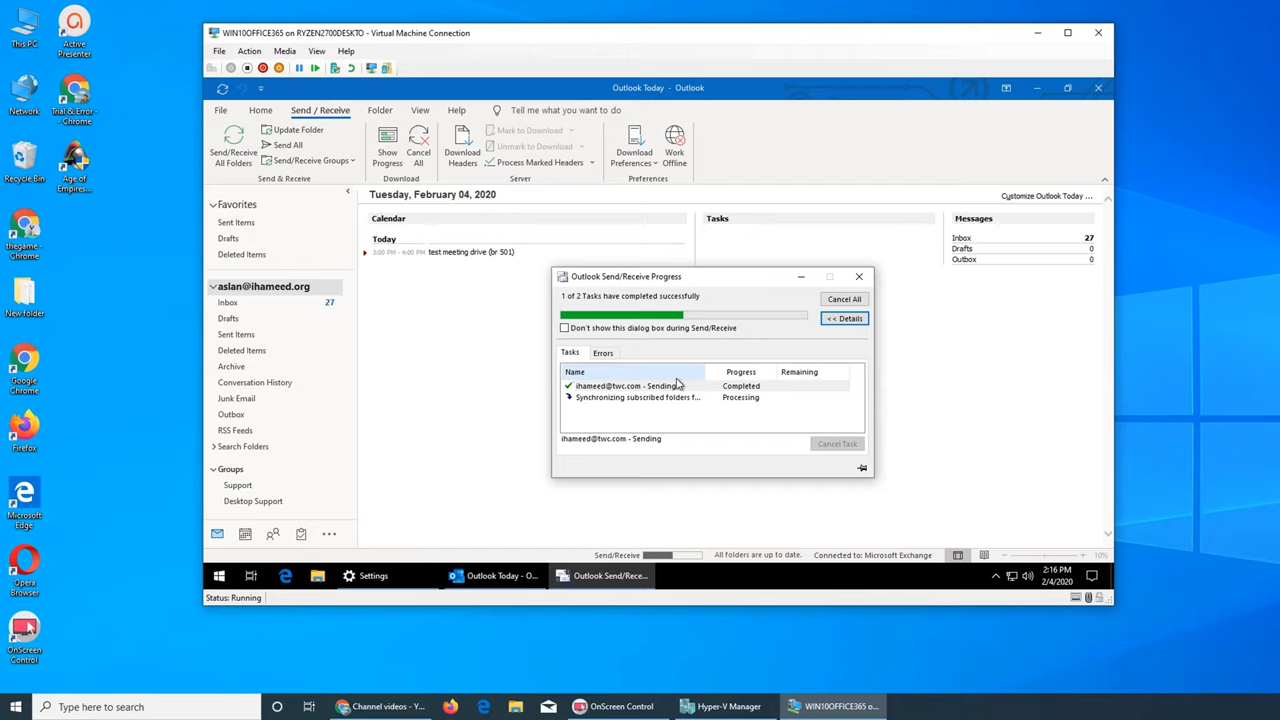 This PC
Active
Presenter
Network
Trial & Error -
- Chrome
Recycle Bin
Age of
Empires...
thegame -
Chrome
New folder
Google
Chrome
Firefox
Microsoft
Edge
Opera
Browser
OnScreen
Control
WIN10OFFICE365 on RYZEN2700DESKTO - Virtual Machine Connection
File Action Media View Help
Outlook Today - Outlook
File Home Send / Receive Folder View Help Tell me what you want to do
Send/Receive
All Folders
Update Folder
Send All
Send/Receive Groups
Send & Receive
Show
Progress
Cancel
All
Download
Download
Headers
Mark to Download
Unmark to Download
Process Marked Headers
Server
Download
Preferences
Work
Offline
Preferences
Favorites
Sent Items
Drafts
Deleted Items
aslan@ihameed.org
Inbox 27
Drafts
Sent Items
Deleted Items
Archive
Conversation History
Junk Email
Outbox
RSS Feeds
Search Folders
Groups
Support
Desktop Support
Tuesday, February 04, 2020
Customize Outlook Today ...
Calendar
Today
3:00 PM - 4:00 PM test meeting drive (br 501)
Tasks
Messages
Inbox 27
Drafts 0
Outbox 0
Outlook Send/Receive Progress
1 of 2 Tasks have completed successfully
Cancel All
<< Details
Don't show this dialog box during Send/Receive
Tasks Errors
Name Progress Remaining
ihameed@twc.com - Sending Completed
Synchronizing subscribed folders f... Processing
ihameed@twc.com - Sending
Cancel Task
Send/Receive All folders are up to date. Connected to: Microsoft Exchange 10%
Settings Outlook Today - O... Outlook Send/Rece...
2:16 PM
2/4/2020
Status: Running
Type here to search
Channel videos - Y...
OnScreen Control
Hyper-V Manager
WIN10OFFICE365 o...